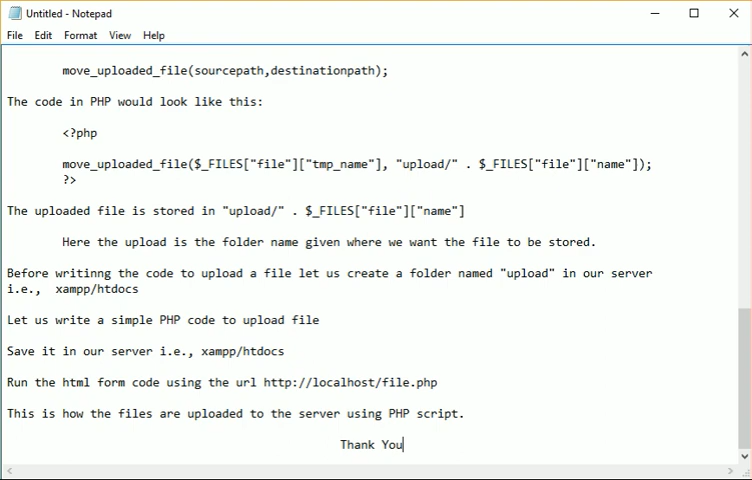 Untitled - Notepad
File Edit Format View Help
move_uploaded_file(sourcepath,destinationpath);
The code in PHP would look like this:
<?php
move_uploaded_file($_FILES["file"]["tmp_name"], "upload/" . $_FILES["file"]["name"]);
?>
The uploaded file is stored in "upload/" . $_FILES["file"]["name"]
Here the upload is the folder name given where we want the file to be stored.
Before writinng the code to upload a file let us create a folder named "upload" in our server
i.e., xampp/htdocs
Let us write a simple PHP code to upload file
Save it in our server i.e., xampp/htdocs
Run the html form code using the url http://localhost/file.php
This is how the files are uploaded to the server using PHP script.
Thank You